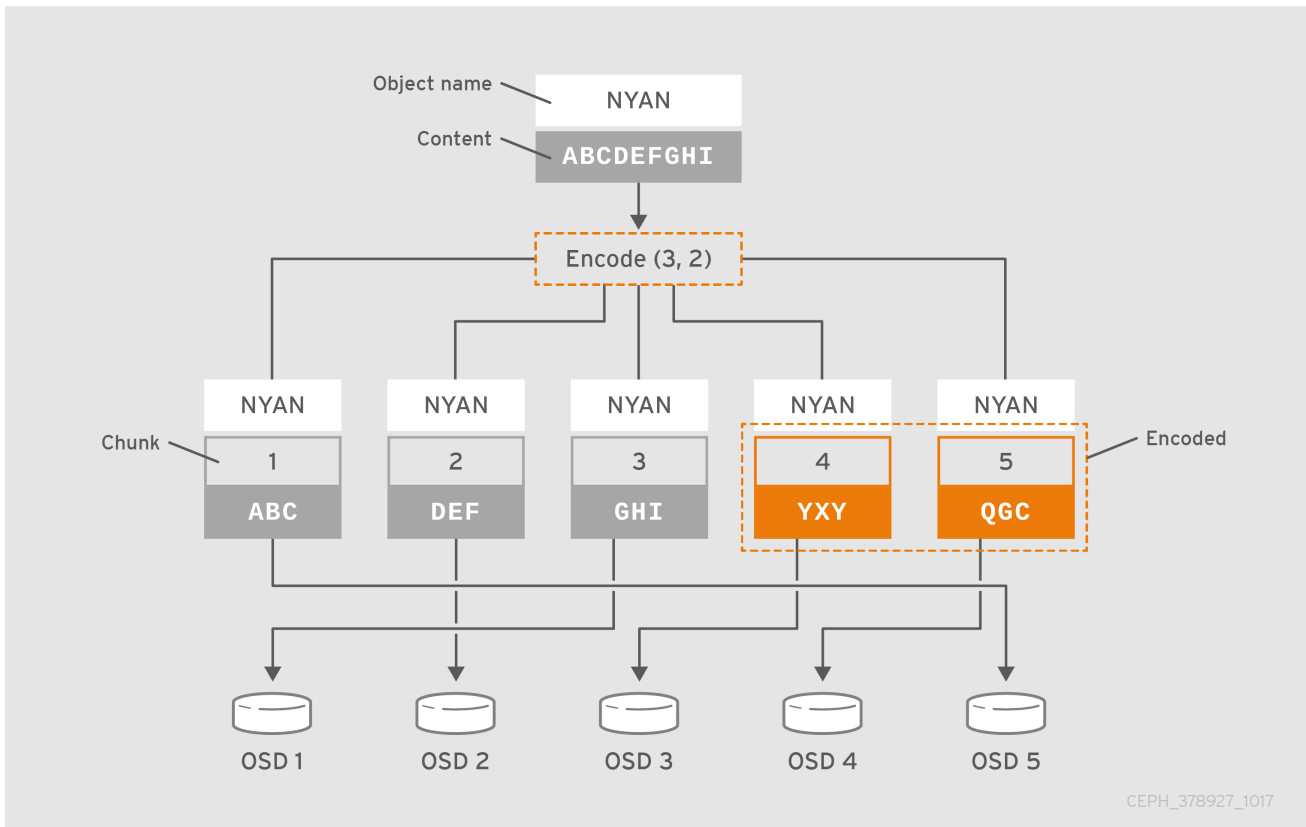 Object name
NYAN
Content
ABCDEFGHI
Encode (3, 2)
NYAN NYAN NYAN NYAN NYAN
Chunk
Encoded
1 2 3 4 5
ABC DEF GHI YXY QGC
OSD 1 OSD 2 OSD 3 OSD 4 OSD 5
CEPH_378927_1017